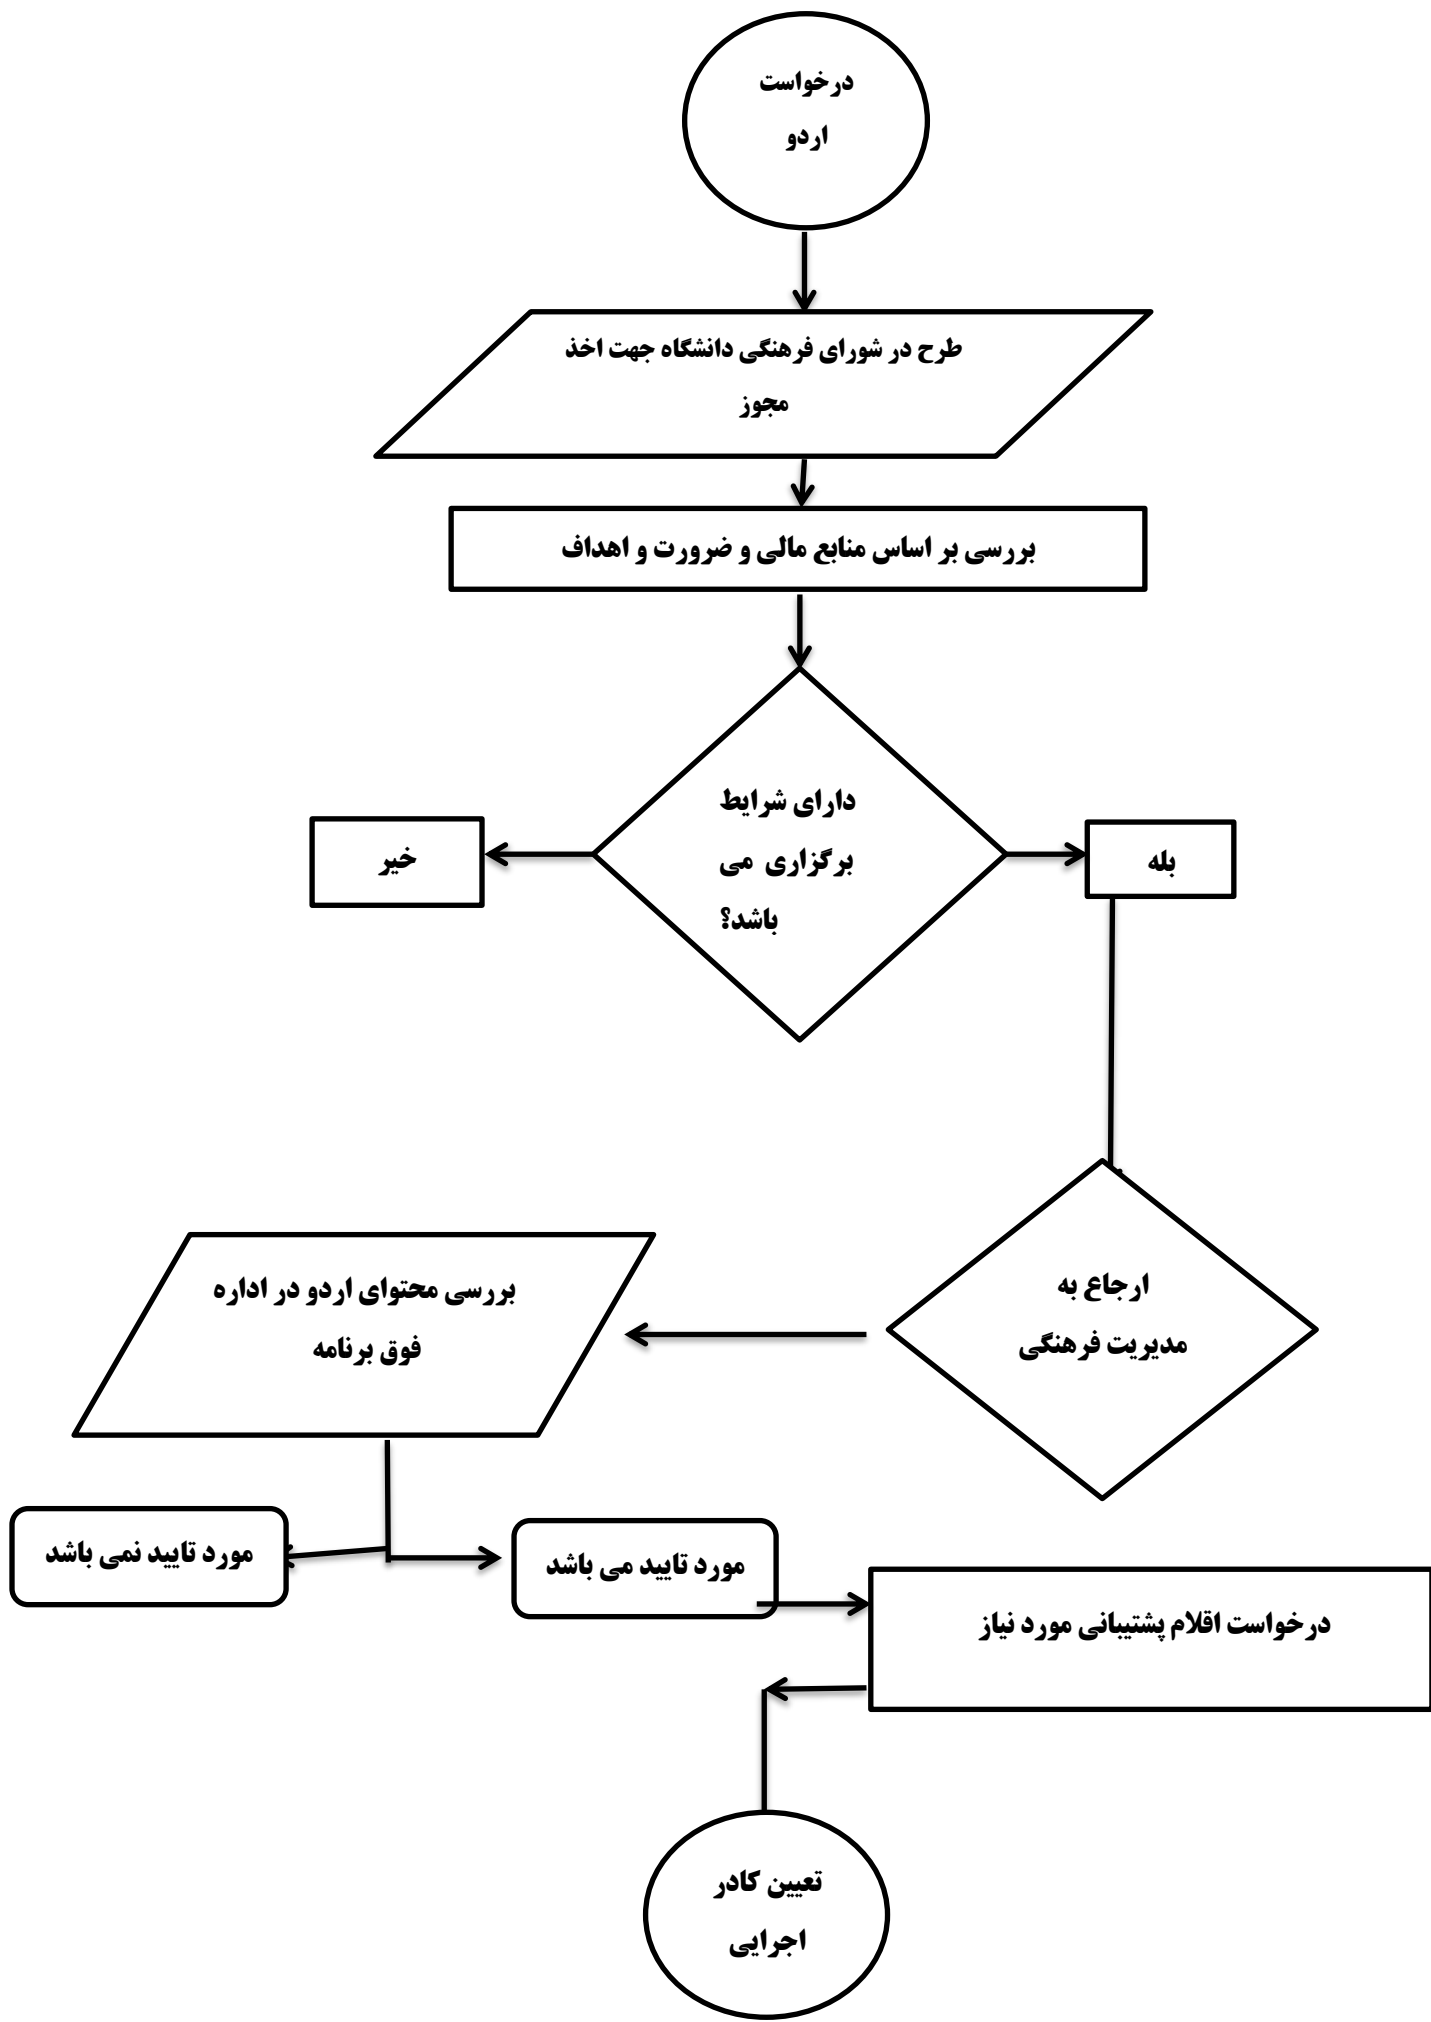 درخواست
اردو
طرح در شورای فرهنگی دانشگاه جهت اخذ
مجوز
بررسی بر اساس منابع مالی و ضرورت و اهداف
دارای شرایط
برگزاری می
باشد؟
بله
خیر
ارجاع به
مدیریت فرهنگی
بررسی محتوای اردو در اداره
فوق برنامه
مورد تایید می باشد
مورد تایید نمی باشد
درخواست اقلام پشتیبانی مورد نیاز
تعیین کادر
اجرایی